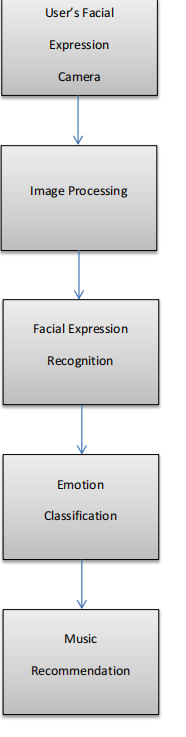 User’s Facial
Expression
Camera
Image Processing
Facial Expression
Recognition
Emotion
Classification
Music
Recommendation